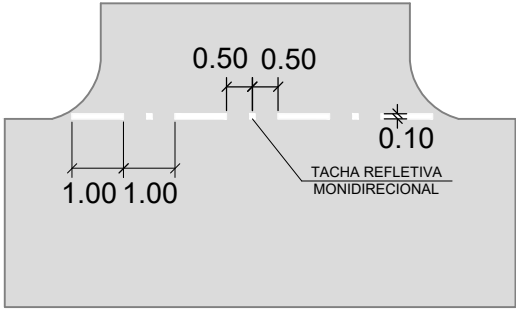 0.50 0.50
0.10
TACHA REFLETIVA
MONIDIRECIONAL
1.00 1.00